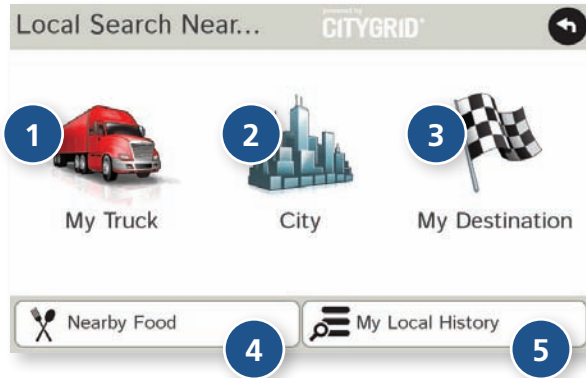 Local Search Near...
powered by
CITYGRID
1
2
3
My Truck
City
My Destination
Nearby Food
My Local History
4
5